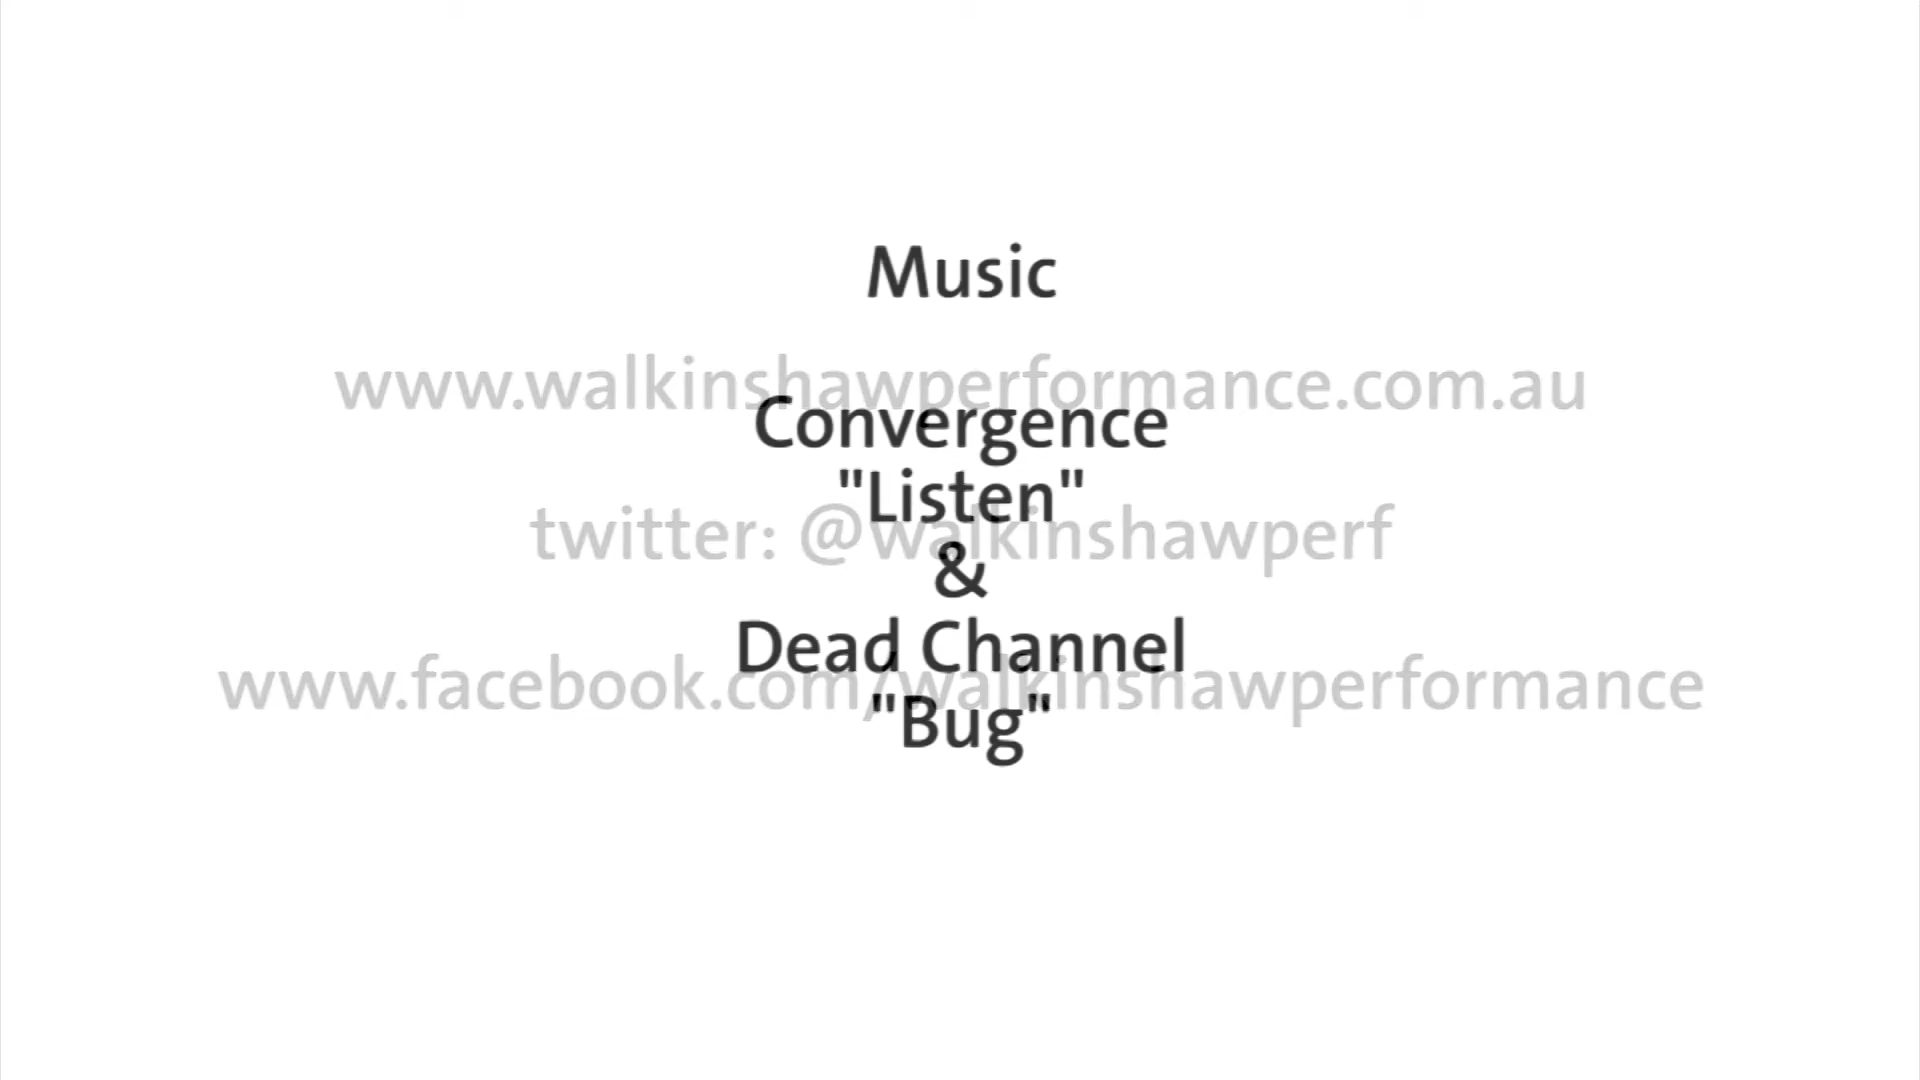 Music
www.walkinshawperformance.com.au
Convergence
"Listen"
twitter: @walkinshawperf
&
Dead Channel
www.facebook.com/walkinshawperformance
"Bug"